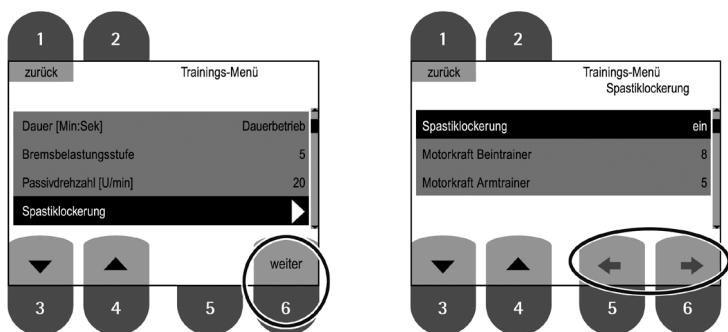 1 2
zurück Trainings-Menü
Dauer [Min:Sek] Dauerbetrieb
Bremsbelastungsstufe 5
Passivdrehzahl [U/min] 20
Spastiklockerung
weiter
3 4 5 6
1 2
zurück Trainings-Menü
Spastiklockerung
Spastiklockerung ein
Motorkraft Beintrainer 8
Motorkraft Armtrainer 5
3 4 5 6